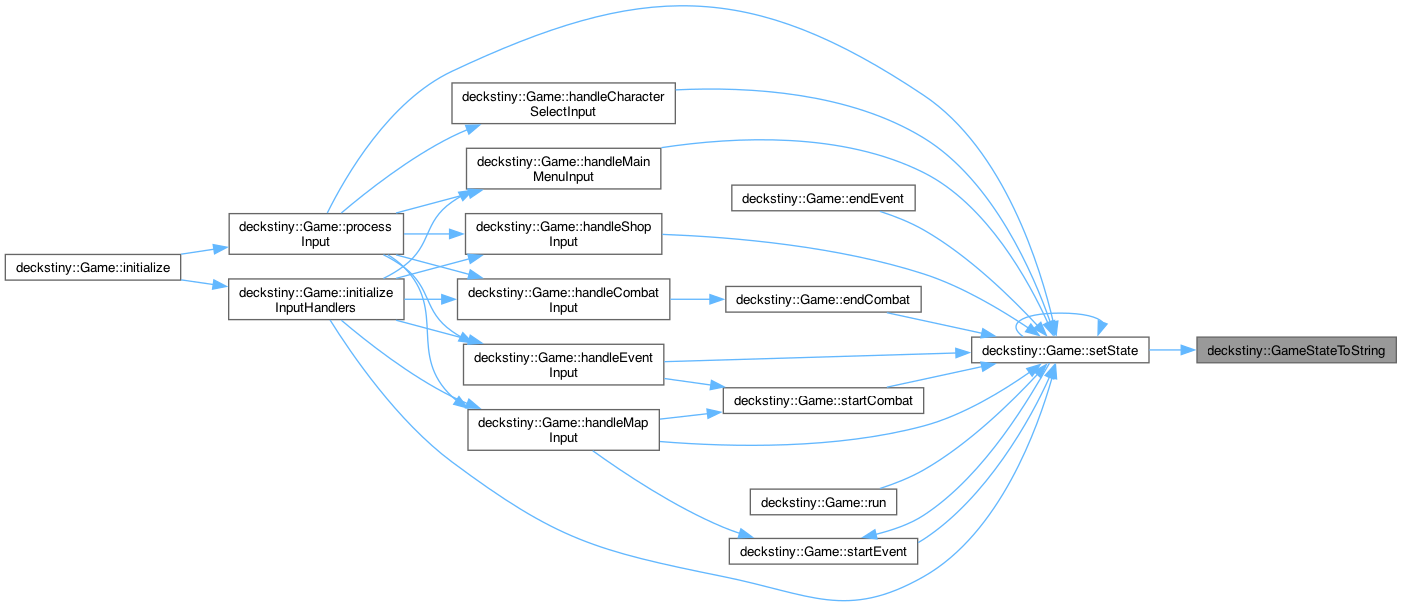 deckstiny::Game::initialize
deckstiny::Game::process
Input
deckstiny::Game::initialize
InputHandlers
deckstiny::Game::handleCharacter
SelectInput
deckstiny::Game::handleMain
MenuInput
deckstiny::Game::handleShop
Input
deckstiny::Game::handleCombat
Input
deckstiny::Game::handleEvent
Input
deckstiny::Game::handleMap
Input
deckstiny::Game::endEvent
deckstiny::Game::endCombat
deckstiny::Game::startCombat
deckstiny::Game::run
deckstiny::Game::startEvent
deckstiny::Game::setState
deckstiny::GameStateToString